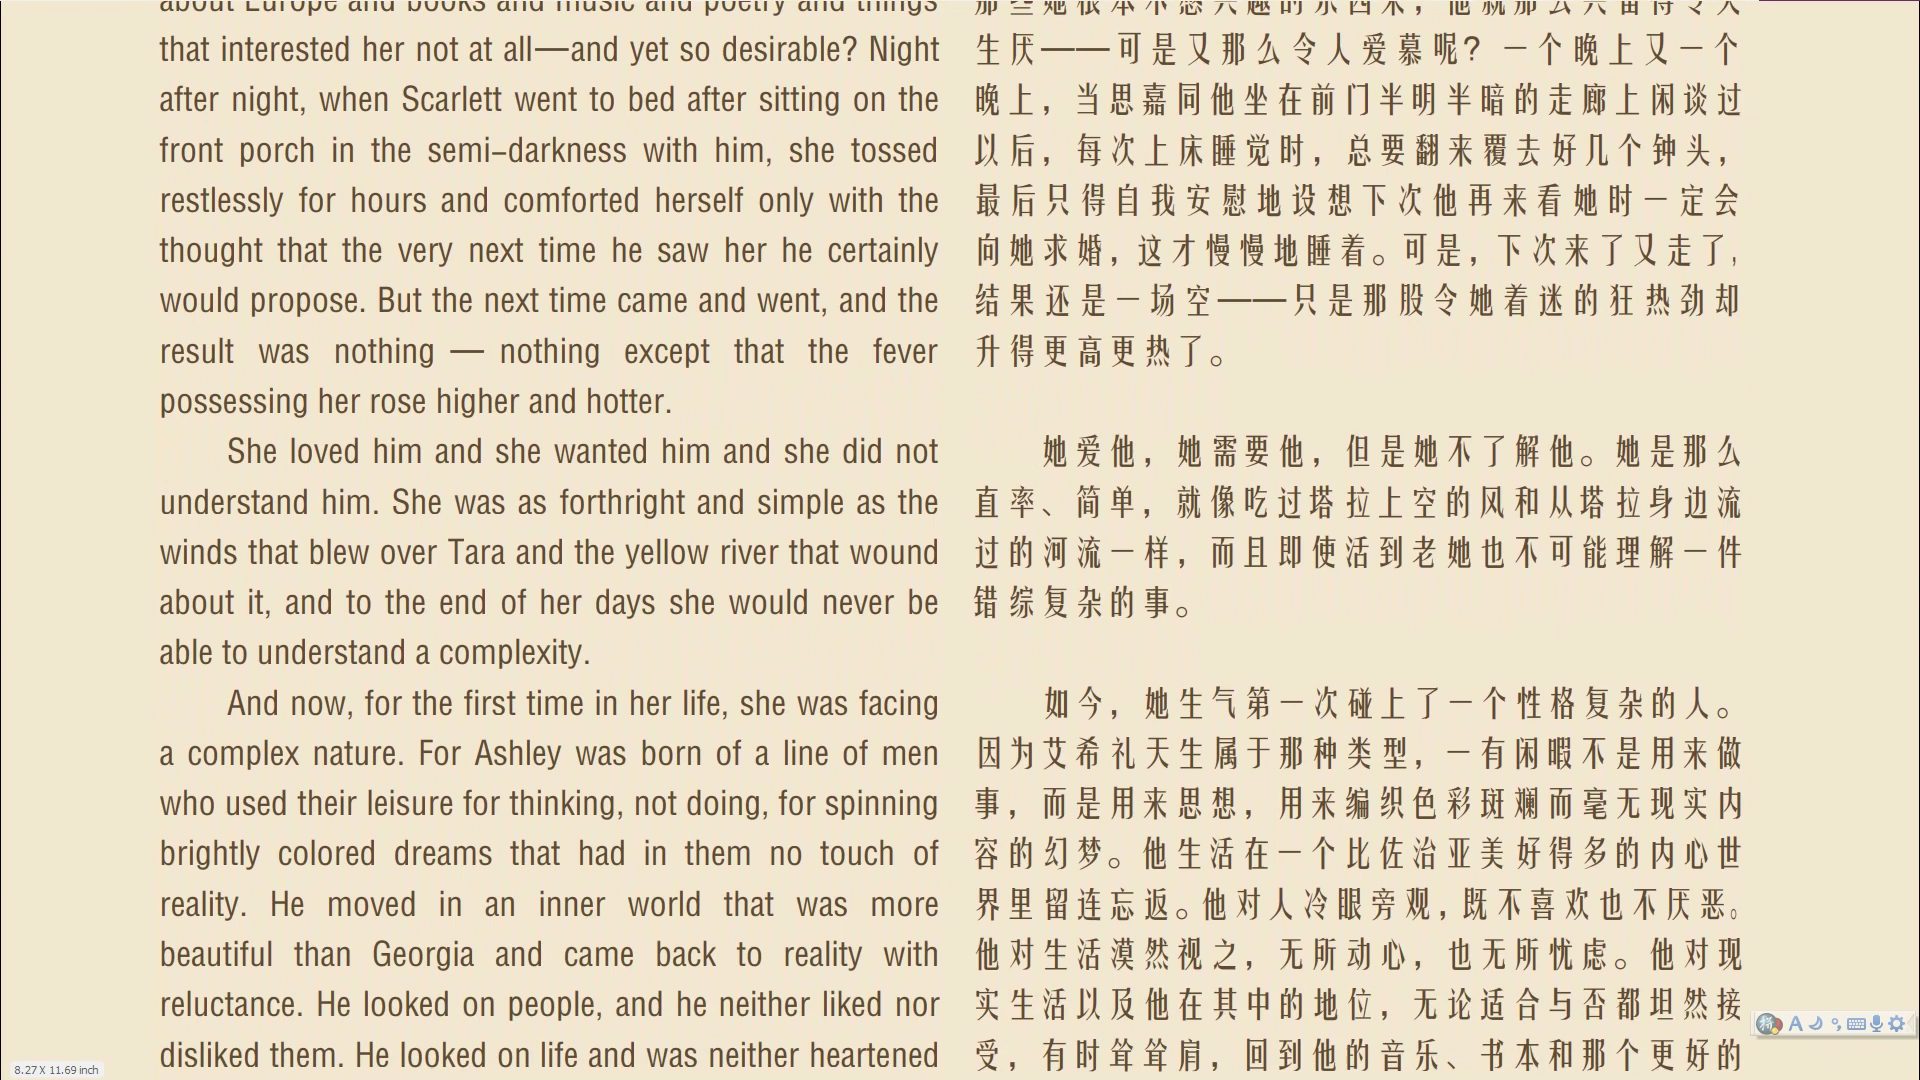 about Europe and books and music and poetry and things
that interested her not at all—and yet so desirable? Night
after night, when Scarlett went to bed after sitting on the
front porch in the semi–darkness with him, she tossed
restlessly for hours and comforted herself only with the
thought that the very next time he saw her he certainly
would propose. But the next time came and went, and the
result was nothing — nothing except that the fever
possessing her rose higher and hotter.
She loved him and she wanted him and she did not
understand him. She was as forthright and simple as the
winds that blew over Tara and the yellow river that wound
about it, and to the end of her days she would never be
able to understand a complexity.
And now, for the first time in her life, she was facing
a complex nature. For Ashley was born of a line of men
who used their leisure for thinking, not doing, for spinning
brightly colored dreams that had in them no touch of
reality. He moved in an inner world that was more
beautiful than Georgia and came back to reality with
reluctance. He looked on people, and he neither liked nor
disliked them. He looked on life and was neither heartened
那些她根本不感兴趣的东西来，他就那么令人
生厌——可是又那么令人爱慕呢？一个晚上又一个
晚上，当思嘉同他坐在前门半明半暗的走廊上闲谈过
以后，每次上床睡觉时，总要翻来覆去好几个钟头，
最后只得自我安慰地设想下次他再来看她时一定会
向她求婚，这才慢慢地睡着。可是，下次来了又走了，
结果还是一场空——只是那股令她着迷的狂热劲却
升得更高更热了。
她爱他，她需要他，但是她不了解他。她是那么
直率、简单，就像吃过塔拉上空的风和从塔拉身边流
过的河流一样，而且即使活到老她也不可能理解一件
错综复杂的事。
如今，她生气第一次碰上了一个性格复杂的人。
因为艾希礼天生属于那种类型，一有闲暇不是用来做
事，而是用来思想，用来编织色彩斑斓而毫无现实内
容的幻梦。他生活在一个比佐治亚美好得多的内心世
界里留连忘返。他对人冷眼旁观，既不喜欢也不厌恶。
他对生活漠然视之，无所动心，也无所忧虑。他对现
实生活以及他在其中的地位，无论适合与否都坦然接
受，有时耸耸肩，回到他的音乐、书本和那个更好的
8.27 X 11.69 inch